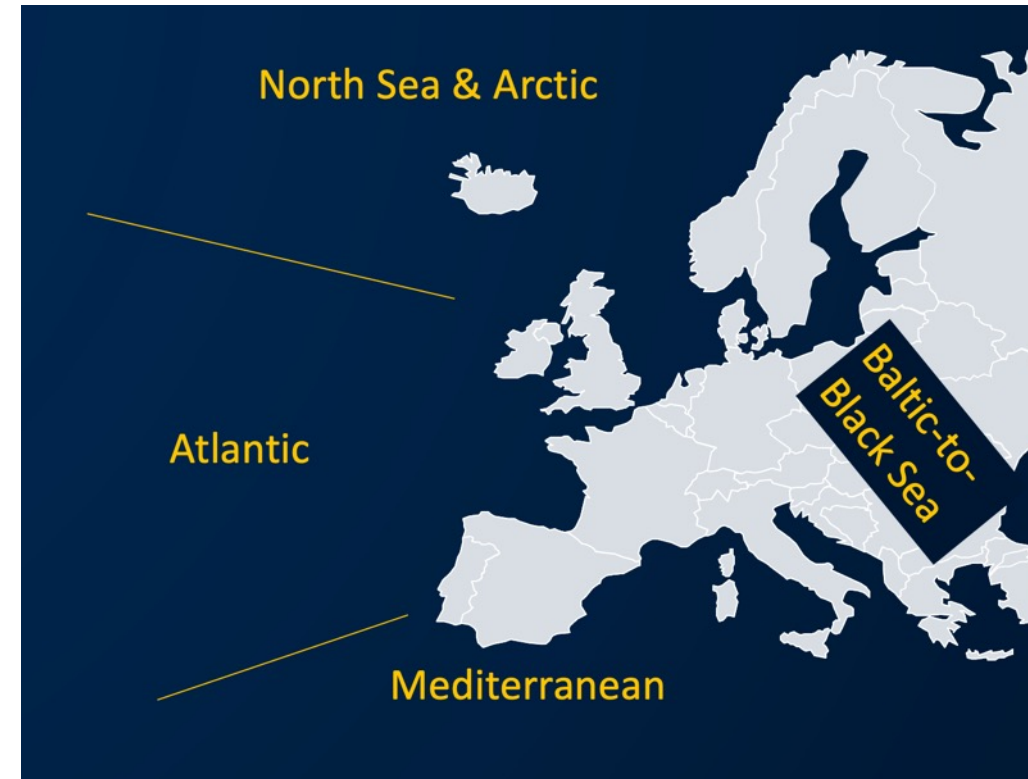 North Sea & Arctic
Baltic-to-
Black Sea
Atlantic
Mediterranean